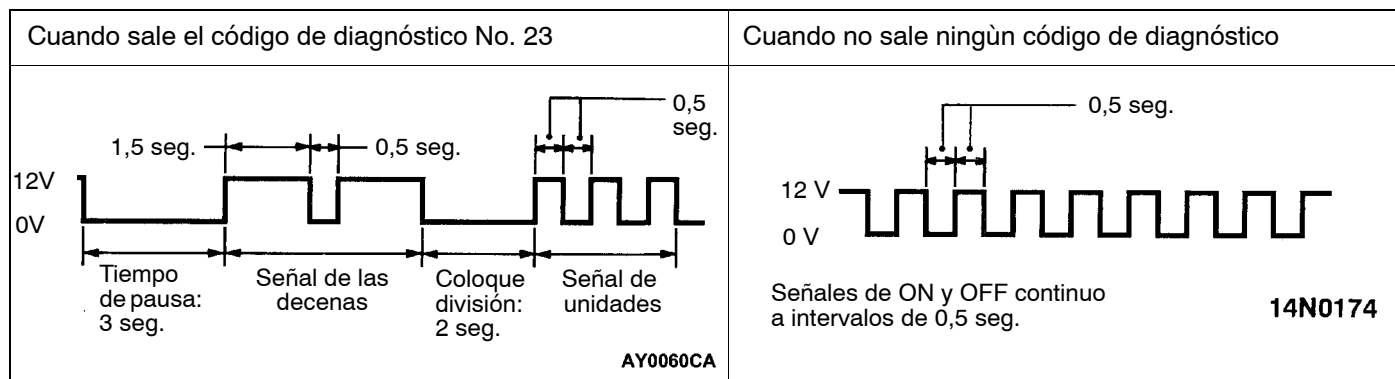 Cuando sale el código de diagnóstico No. 23
0,5
seg.
1,5 seg.
0,5 seg.
12V
0V
Tiempo
de pausa:
3 seg.
Señal de las
decenas
Coloque
división:
2 seg.
Señal de
unidades
AY0060CA
Cuando no sale ningùn código de diagnóstico
0,5 seg.
12 V
0 V
Señales de ON y OFF continuo
a intervalos de 0,5 seg.
14N0174